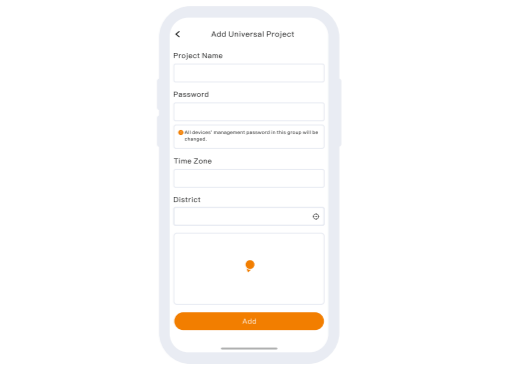 Add Universal Project
Project Name
Password
All devices' management password in this group will be
changed.
Time Zone
District
Add